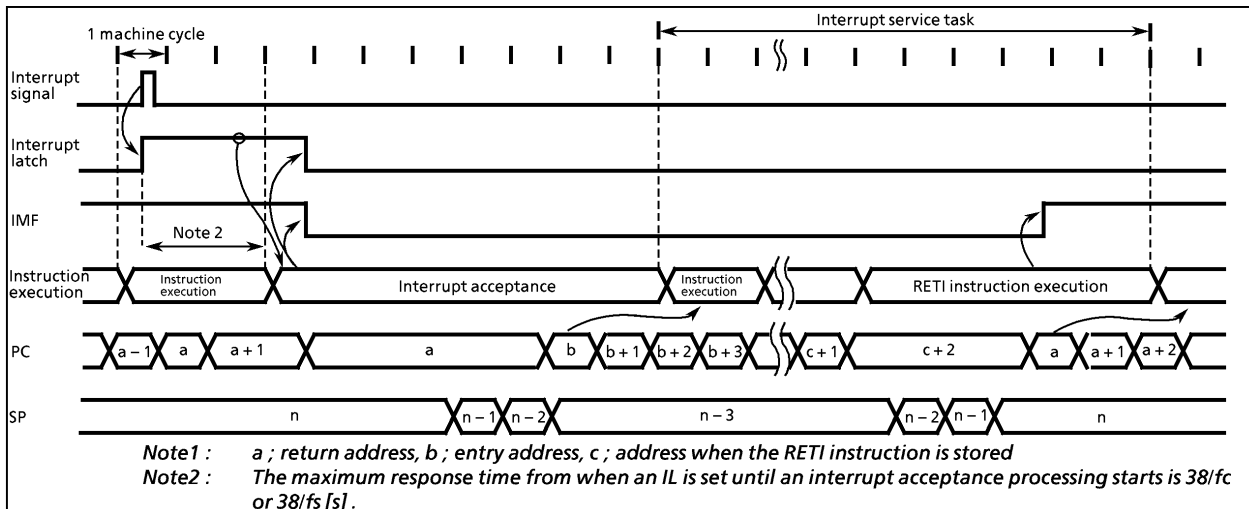 Interrupt service task
1 machine cycle
Interrupt
signal
Interrupt
latch
IMF
Note 2
Instruction
execution
Instruction
execution
Interrupt acceptance
Instruction
execution
RETI instruction execution
PC
a – 1
a
a + 1
a
b
b + 1
b + 2
b + 3
c + 1
c + 2
a
a + 1
a + 2
SP
n
n – 1
n – 2
n – 3
n – 2
n – 1
n
Note1 : a ; return address, b ; entry address, c ; address when the RETI instruction is stored
Note2 : The maximum response time from when an IL is set until an interrupt acceptance processing starts is 38/fc
or 38/fs [s] .